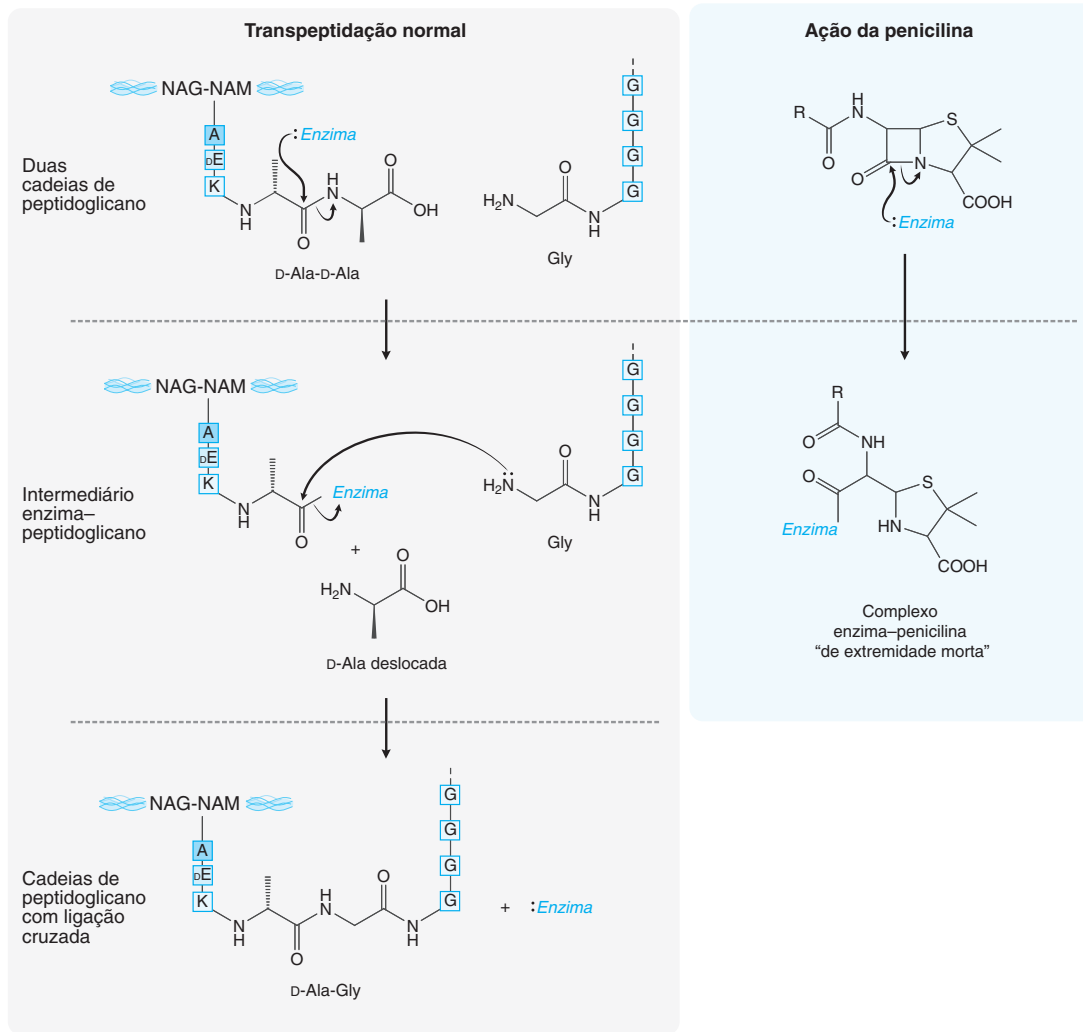 Transpeptidação normal
NAG-NAM
A
DE
K
:Enzima
N
H
O
H
N
O
OH
D-Ala-D-Ala
H2N
O
N
H
Gly
G
G
G
G
Duas
cadeias de
peptidoglicano
Intermediário
enzima–
peptidoglicano
NAG-NAM
A
DE
K
N
H
O
Enzima
+
H2N
O
OH
D-Ala deslocada
H2N
O
N
H
Gly
G
G
G
G
Cadeias de
peptidoglicano
com ligação
cruzada
NAG-NAM
A
DE
K
N
H
O
H
N
O
N
H
G
G
G
G
+ :Enzima
D-Ala-Gly
Ação da penicilina
R
O
H
N
S
O
N
COOH
:Enzima
R
O
NH
O
S
Enzima
HN
COOH
Complexo
enzima–penicilina
“de extremidade morta”